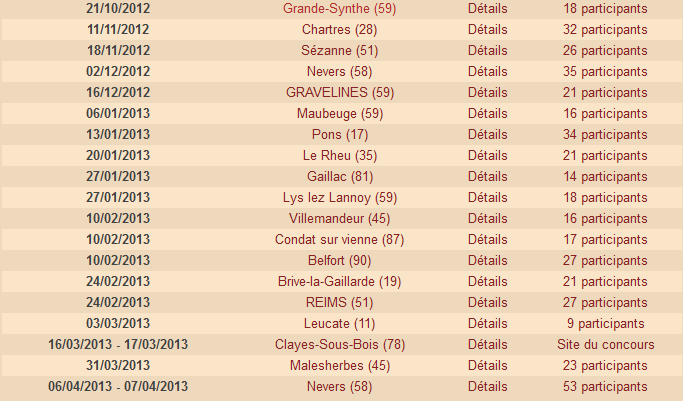 21/10/2012 Grande-Synthe (59) Détails 18 participants
11/11/2012 Chartres (28) Détails 32 participants
18/11/2012 Sézanne (51) Détails 26 participants
02/12/2012 Nevers (58) Détails 35 participants
16/12/2012 GRAVELINES (59) Détails 21 participants
06/01/2013 Maubeuge (59) Détails 16 participants
13/01/2013 Pons (17) Détails 34 participants
20/01/2013 Le Rheu (35) Détails 21 participants
27/01/2013 Gaillac (81) Détails 14 participants
27/01/2013 Lys lez Lannoy (59) Détails 18 participants
10/02/2013 Villemandeur (45) Détails 16 participants
10/02/2013 Condat sur vienne (87) Détails 17 participants
10/02/2013 Belfort (90) Détails 27 participants
24/02/2013 Brive-la-Gaillarde (19) Détails 21 participants
24/02/2013 REIMS (51) Détails 27 participants
03/03/2013 Leucate (11) Détails 9 participants
16/03/2013 - 17/03/2013 Clayes-Sous-Bois (78) Détails Site du concours
31/03/2013 Malesherbes (45) Détails 23 participants
06/04/2013 - 07/04/2013 Nevers (58) Détails 53 participants